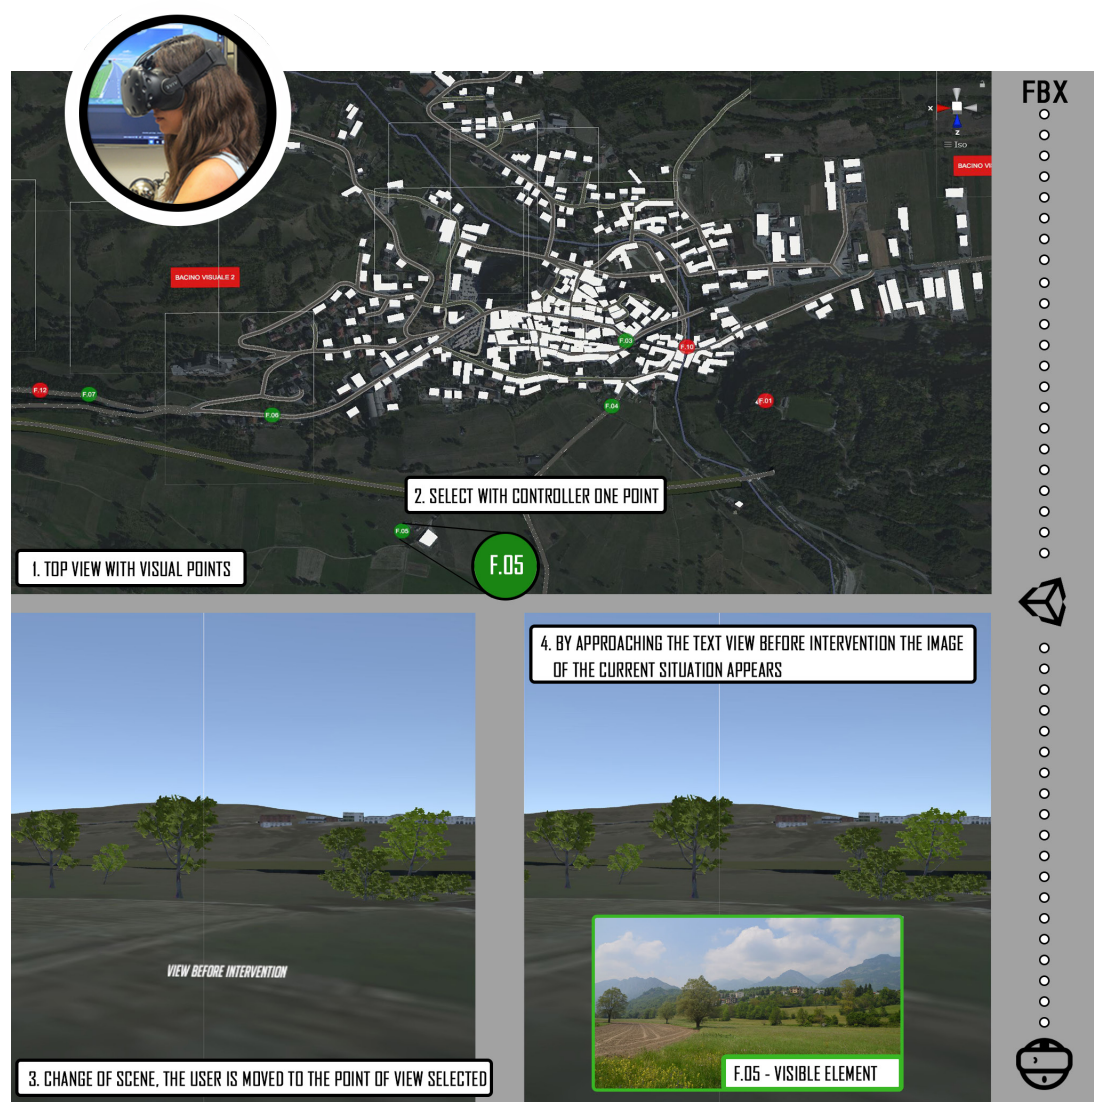 FBX
x
z
Iso
BACINO VI
BACINO VISUALE 2
F.03
F.10
F.12
F.07
F.01
F.04
F.06
2. SELECT WITH CONTROLLER ONE POINT
F.05
F.05
1. TOP VIEW WITH VISUAL POINTS
4. BY APPROACHING THE TEXT VIEW BEFORE INTERVENTION THE IMAGE
OF THE CURRENT SITUATION APPEARS
VIEW BEFORE INTERVENTION
3. CHANGE OF SCENE, THE USER IS MOVED TO THE POINT OF VIEW SELECTED
F.05 - VISIBLE ELEMENT